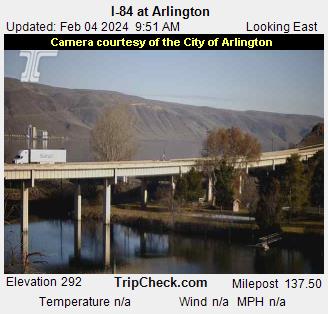 I-84 at Arlington
Updated: Feb 04 2024 9:51 AM Looking East
Camera courtesy of the City of Arlington
Elevation 292 TripCheck.com Milepost 137.50
Temperature n/a Wind n/a MPH n/a